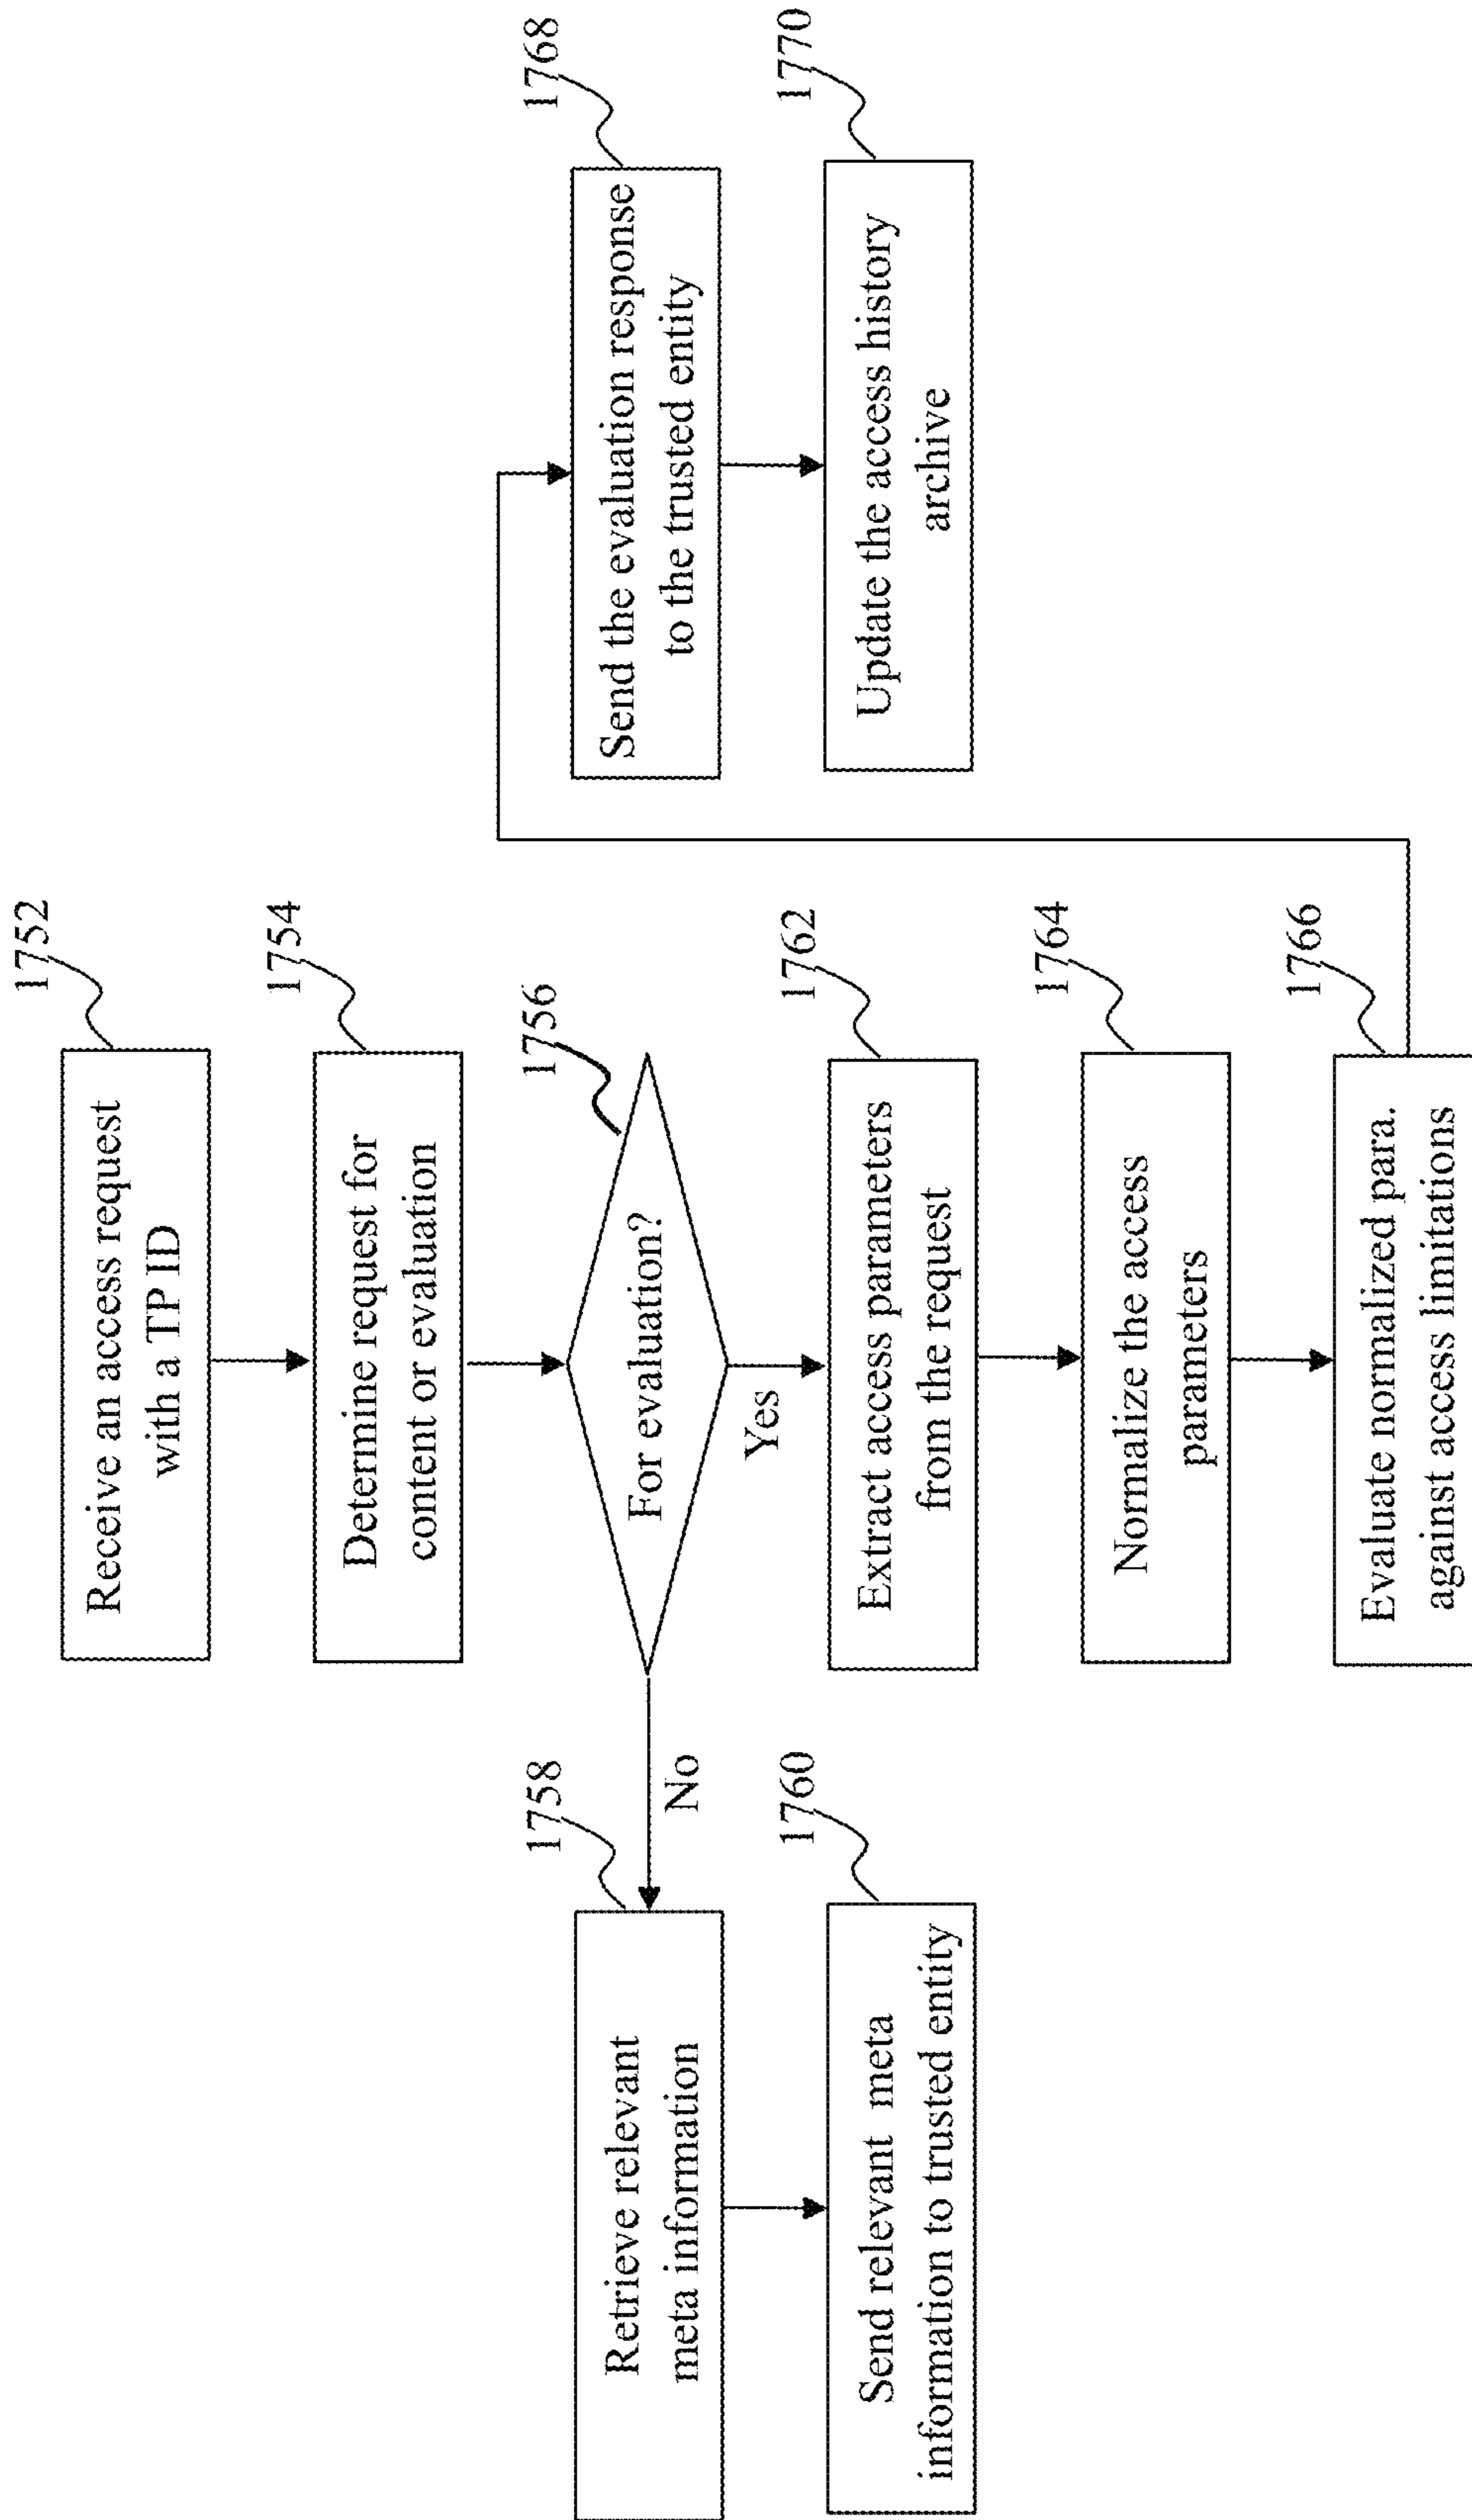 1752
Receive an access request
with a TP ID
1754
Determine request for
content or evaluation
1756
For evaluation?
No
Yes
1758
Retrieve relevant
meta information
1760
Send relevant meta
information to trusted entity
1762
Extract access parameters
from the request
1764
Normalize the access
parameters
1766
Evaluate normalized para.
against access limitations
1768
Send the evaluation response
to the trusted entity
1770
Update the access history
archive